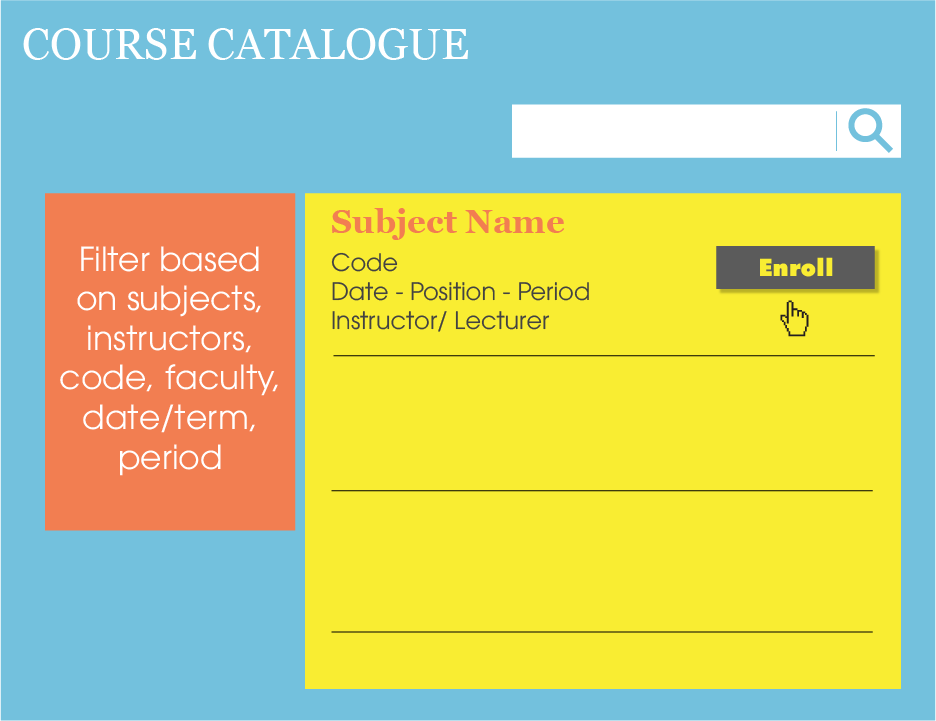 COURSE CATALOGUE
Filter based
on subjects,
instructors,
code, faculty,
date/term,
period
Subject Name
Code
Date - Position - Period
Instructor/ Lecturer
Enroll